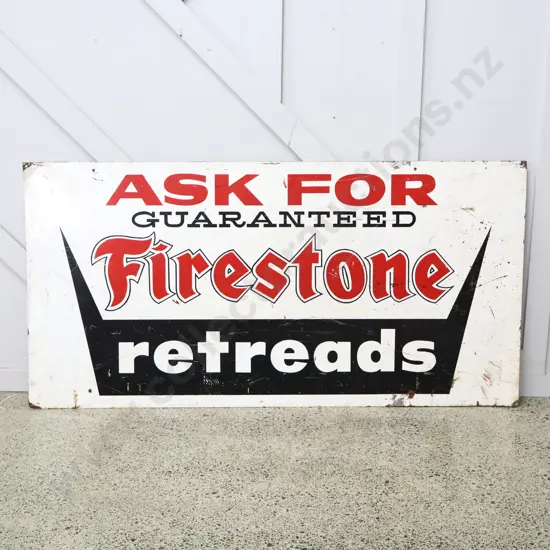 ASK FOR
GUARANTEED
Firestone
retreads